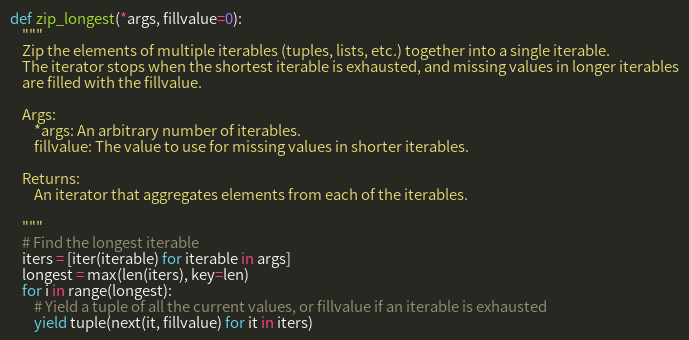 def zip_longest(*args, fillvalue=0):
"""
Zip the elements of multiple iterables (tuples, lists, etc.) together into a single iterable.
The iterator stops when the shortest iterable is exhausted, and missing values in longer iterables
are filled with the fillvalue.
Args:
*args: An arbitrary number of iterables.
fillvalue: The value to use for missing values in shorter iterables.
Returns:
An iterator that aggregates elements from each of the iterables.
"""
# Find the longest iterable
iters = [iter(iterable) for iterable in args]
longest = max(len(iters), key=len)
for i in range(longest):
# Yield a tuple of all the current values, or fillvalue if an iterable is exhausted
yield tuple(next(it, fillvalue) for it in iters)